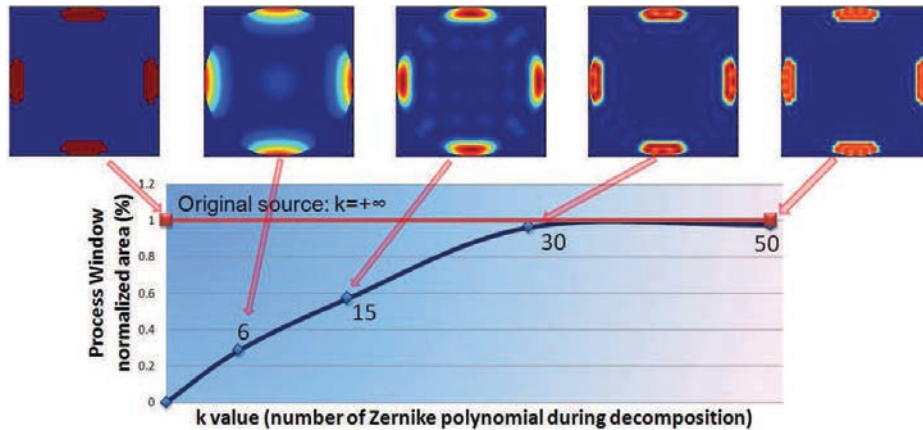 1.2
1
0.8
0.6
0.4
0.2
0
Process Window
normalized area (%)
Original source: k=+∞
6
15
30
50
k value (number of Zernike polynomial during decomposition)